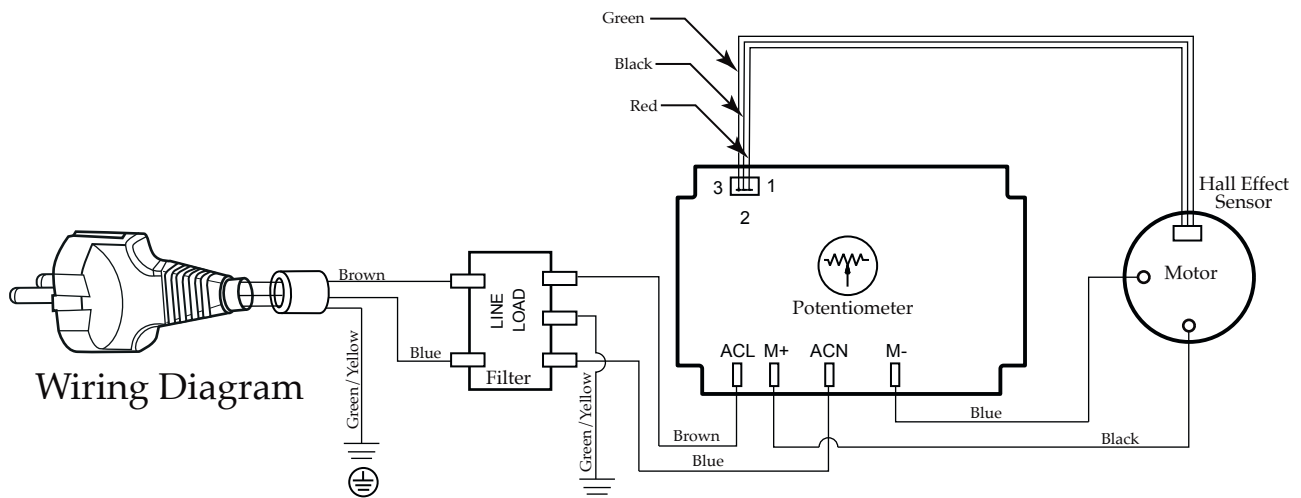 Green
Black
Red
3
1
2
Hall Effect
Sensor
Motor
Potentiometer
Brown
LINE
LOAD
Blue
Filter
Green/Yellow
Wiring Diagram
Green/Yellow
ACL
M+
ACN
M-
Brown
Blue
Blue
Black